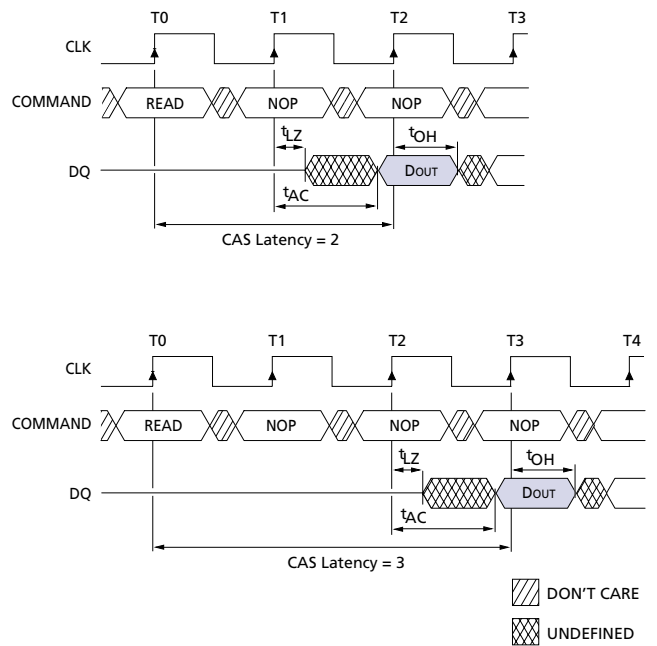 T0 T1 T2 T3
CLK
COMMAND READ NOP NOP
tLZ tOH
DQ DOUT
tAC
CAS Latency = 2
T0 T1 T2 T3 T4
CLK
COMMAND READ NOP NOP NOP
tLZ tOH
DQ DOUT
tAC
CAS Latency = 3
DON'T CARE
UNDEFINED